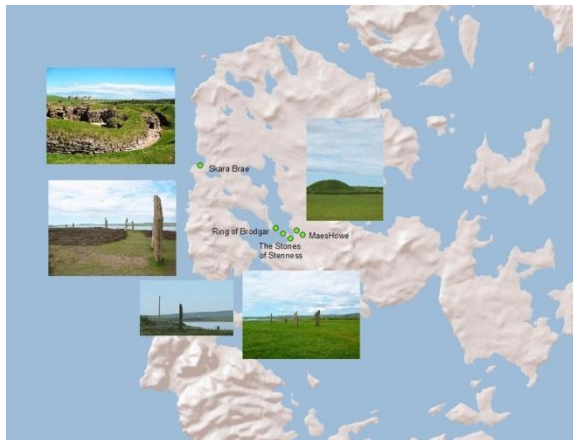 Skara Brae
Ring of Brodgar
MaesHowe
The Stones
of Stenness